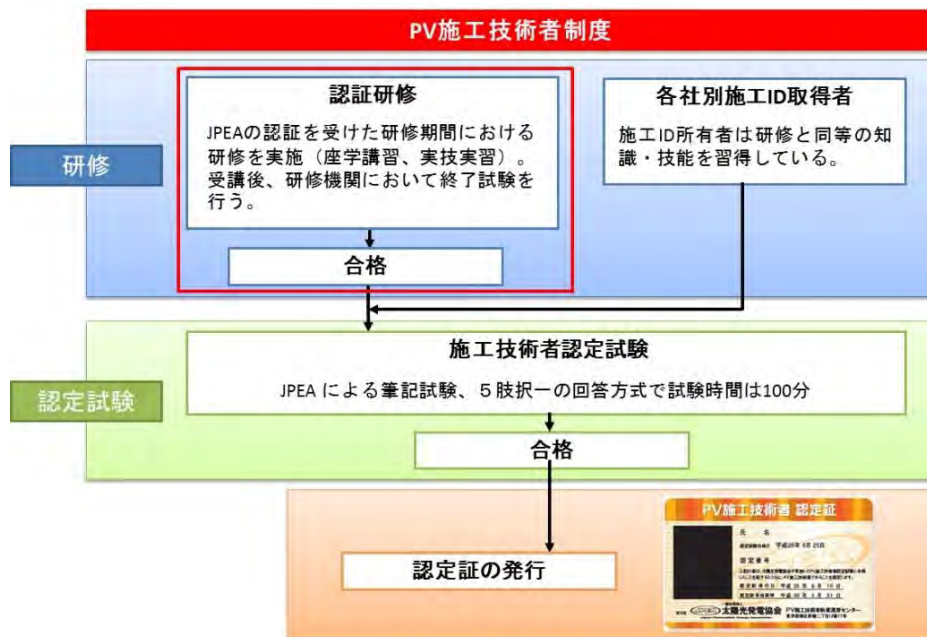 PV施工技術者制度
研修
認証研修
JPEAの認証を受けた研修期間における
研修を実施（座学講習、実技実習）。
受講後、研修機関において終了試験を
行う。
合格
各社別施工ID取得者
施工ID所有者は研修と同等の知
識・技能を習得している。
認定試験
施工技術者認定試験
JPEA による筆記試験、５肢択一の回答方式で試験時間は100分
合格
認定証の発行
PV施工技術者 認定証
氏 名
認定番号
太陽光発電協会